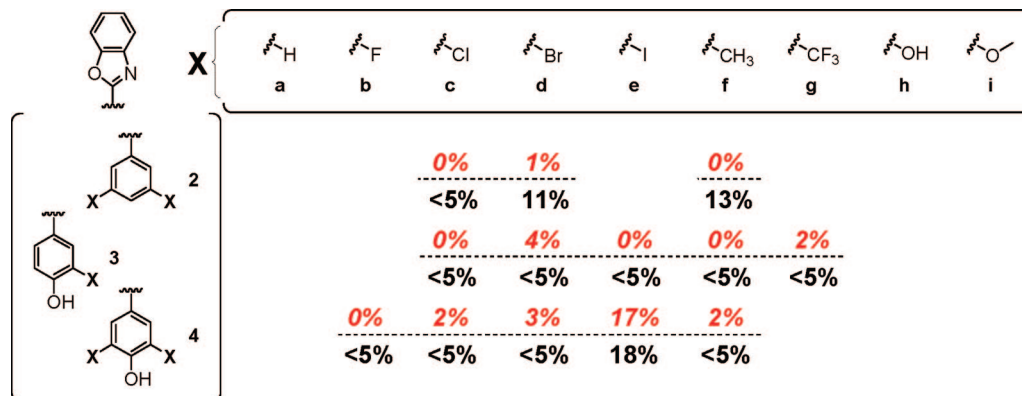 O N
X H F Cl Br I CH3 CF3 OH O
a b c d e f g h i
0% 1% 0%
X X 2
<5% 11% 13%
0% 4% 0% 0% 2%
3
X
OH
<5% <5% <5% <5% <5%
0% 2% 3% 17% 2%
X X 4
OH
<5% <5% <5% 18% <5%